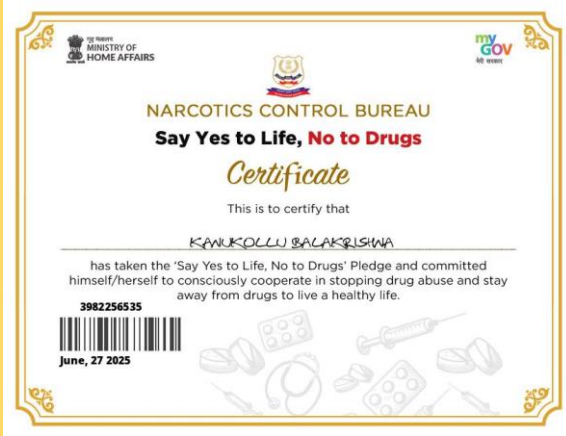 गृह मंत्रालय
MINISTRY OF
HOME AFFAIRS
my
GOV
मेरी सरकार
NARCOTICS CONTROL BUREAU
Say Yes to Life, No to Drugs
Certificate
This is to certify that
KANUKOLLU BALAKRISHNA
has taken the 'Say Yes to Life, No to Drugs' Pledge and committed
himself/herself to consciously cooperate in stopping drug abuse and stay
away from drugs to live a healthy life.
3982256535
June, 27 2025